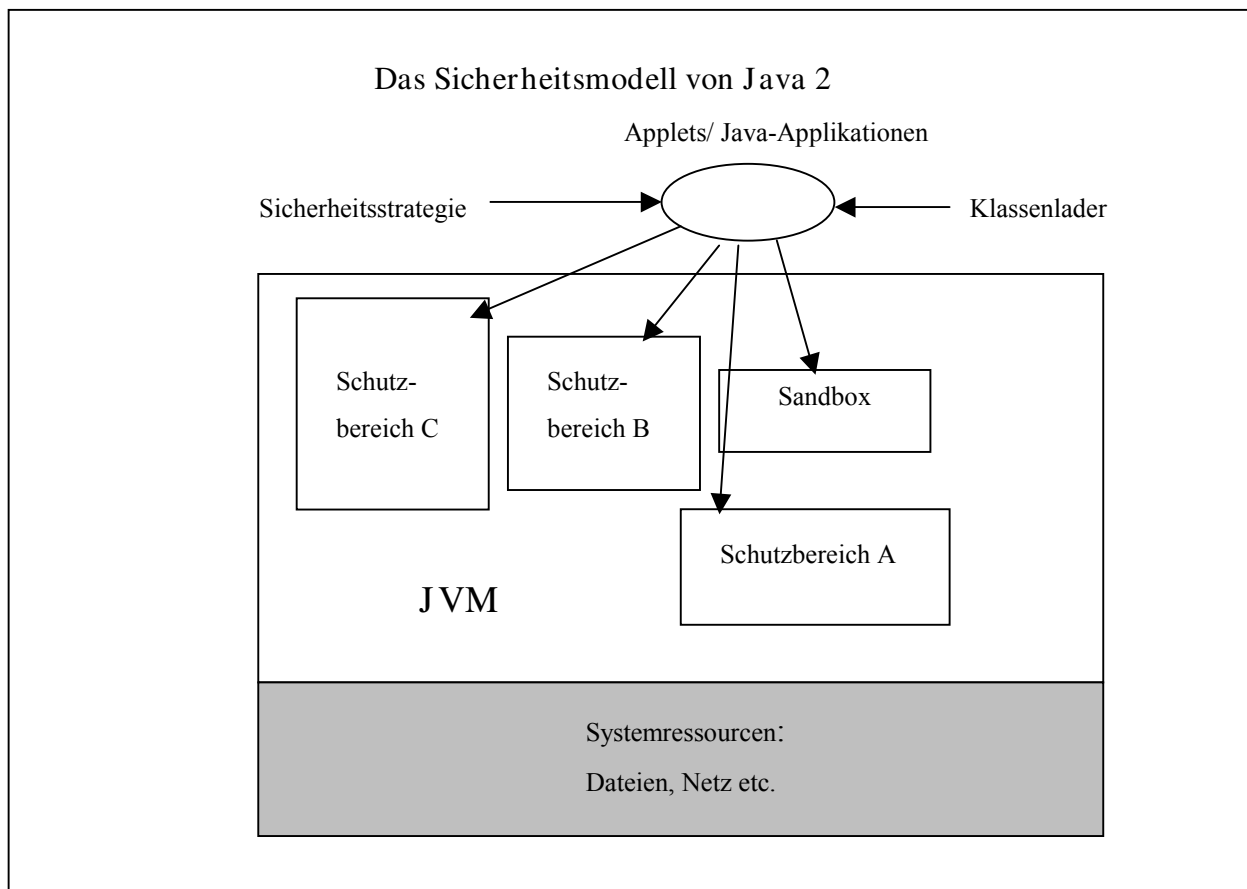 Das Sicherheitsmodell von Java 2
Applets/ Java-Applikationen
Sicherheitsstrategie
Klassenlader
Schutz-
bereich C
Schutz-
bereich B
Sandbox
Schutzbereich A
JVM
Systemressourcen:
Dateien, Netz etc.